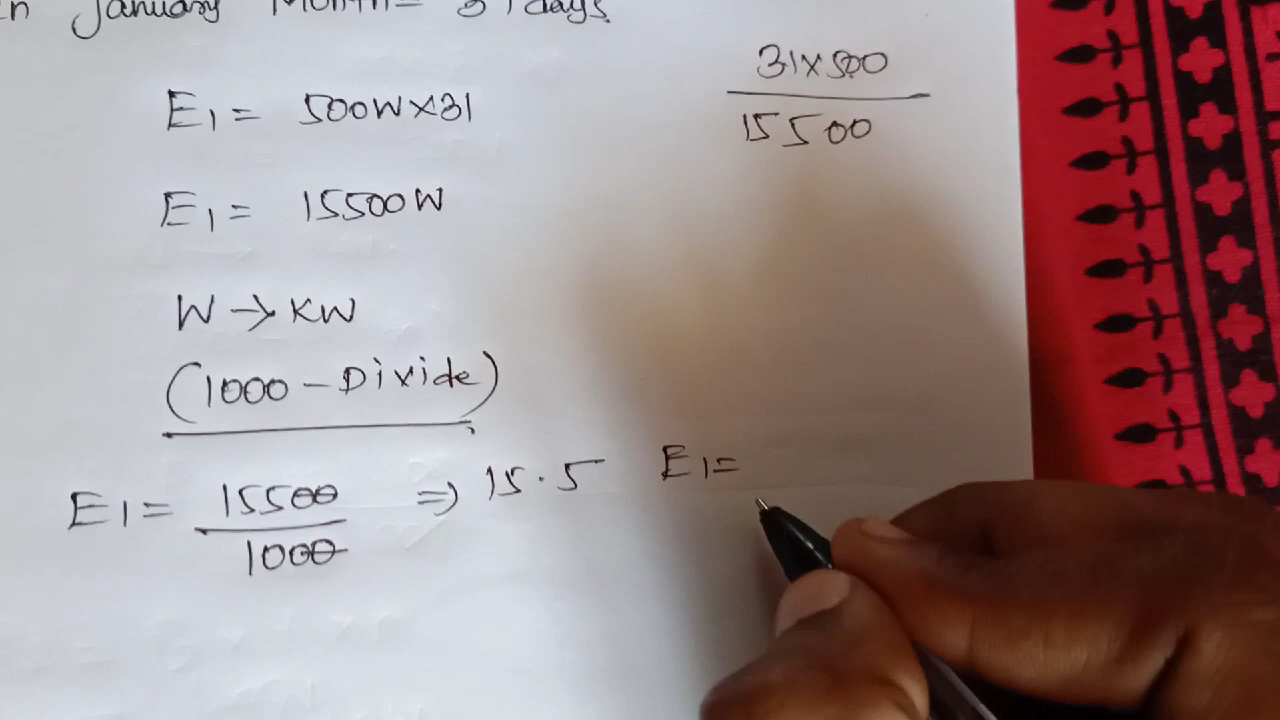 In January Month = 31 days
E1 = 500W×31
E1 = 15500W
W → KW
(1000 - Divide)
E1 = 15500
1000
⇒ 15.5
E1=
31×500
15500